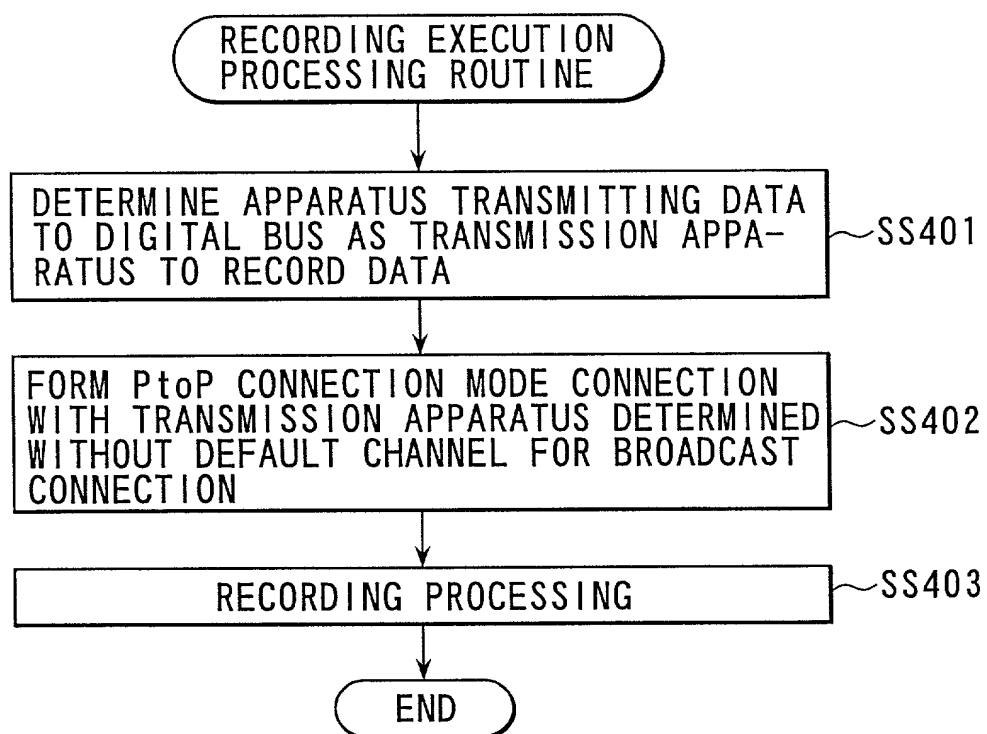 RECORDING EXECUTION
PROCESSING ROUTINE
DETERMINE APPARATUS TRANSMITTING DATA
TO DIGITAL BUS AS TRANSMISSION APPA-
RATUS TO RECORD DATA
SS401
FORM PtoP CONNECTION MODE CONNECTION
WITH TRANSMISSION APPARATUS DETERMINED
WITHOUT DEFAULT CHANNEL FOR BROADCAST
CONNECTION
SS402
RECORDING PROCESSING
SS403
END